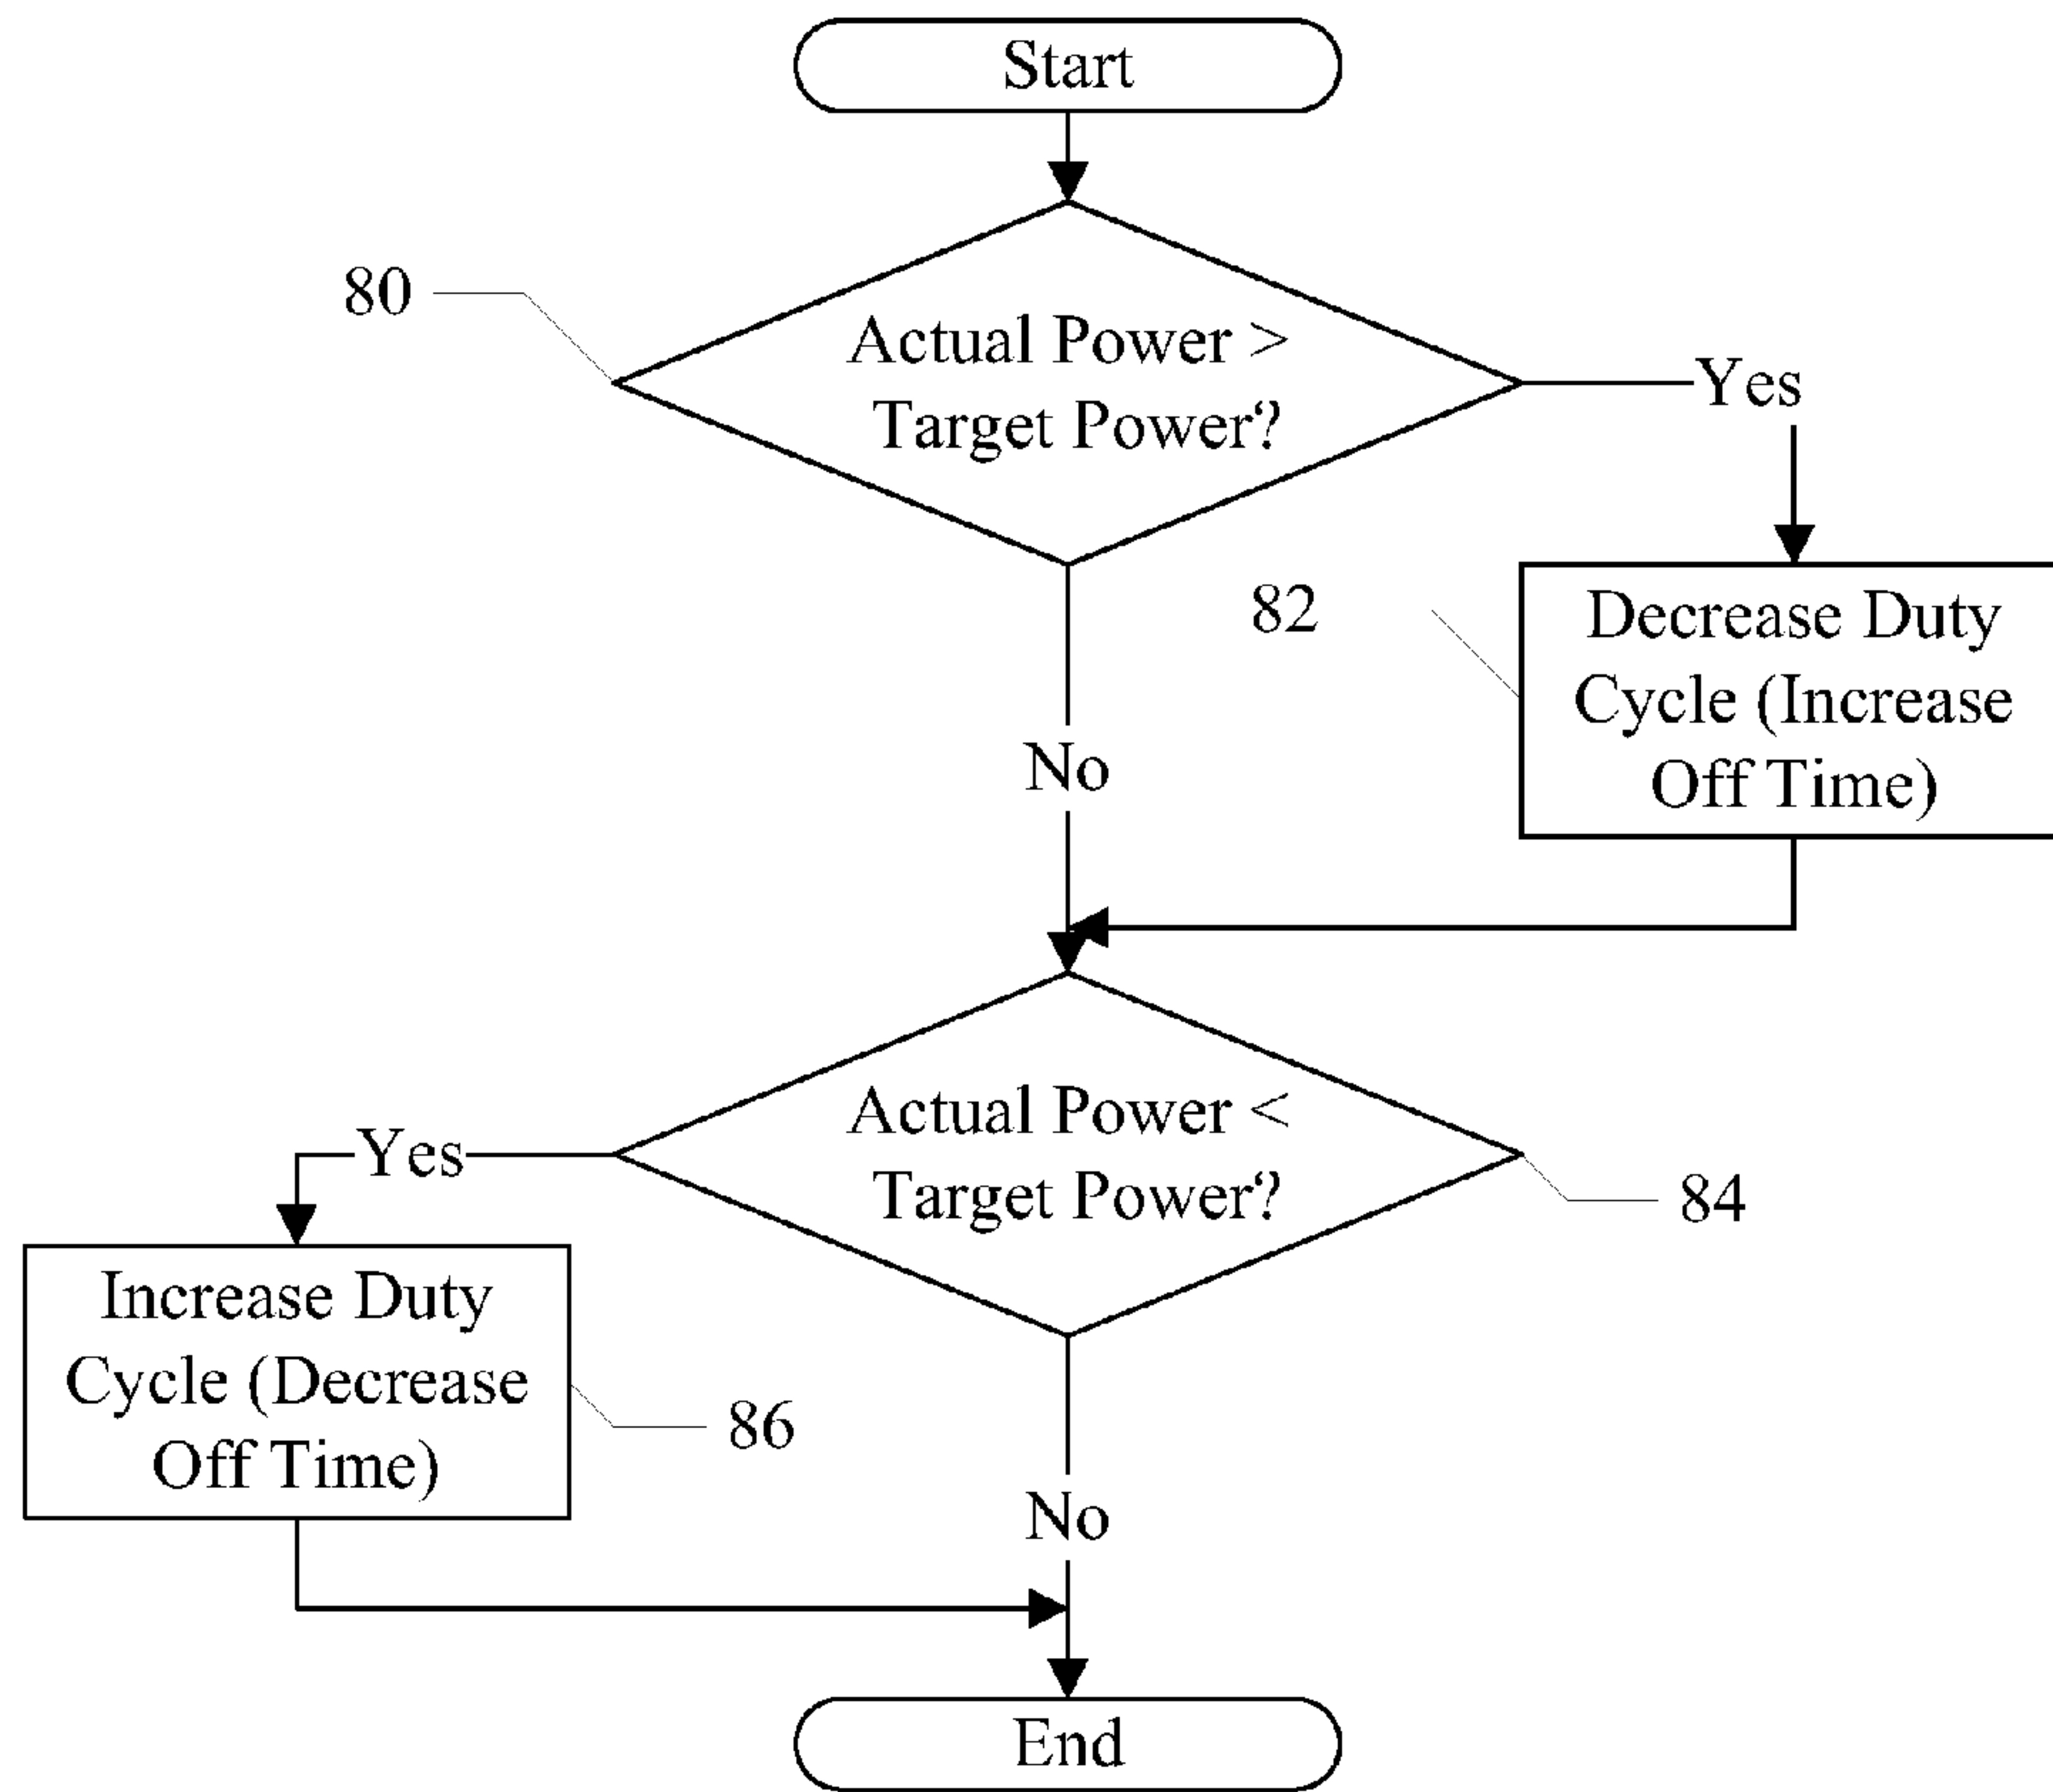 Start
80
Actual Power >
Target Power?
Yes
82
Decrease Duty
Cycle (Increase
Off Time)
No
Actual Power <
Target Power?
Yes
84
Increase Duty
Cycle (Decrease
Off Time)
86
No
End